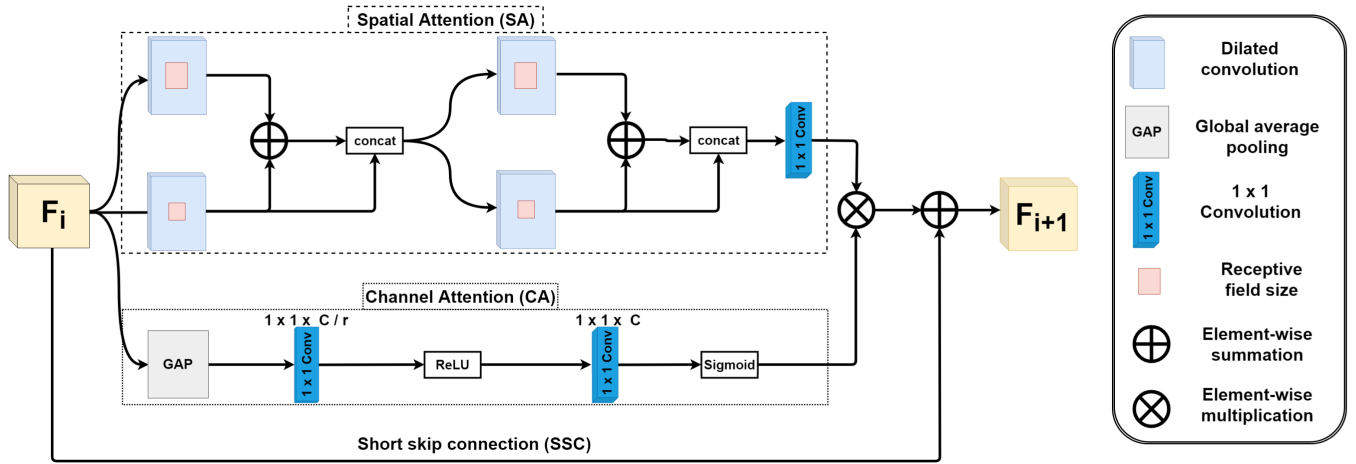 Spatial Attention (SA)
concat
concat
1 x 1 Conv
F i
F i+1
Channel Attention (CA)
1 x 1 x C / r
1 x 1 x C
GAP
1 x 1 Conv
ReLU
1 x 1 Conv
Sigmoid
Short skip connection (SSC)
Dilated
convolution
GAP
Global average
pooling
1 x 1 Conv
1 x 1
Convolution
Receptive
field size
Element-wise
summation
Element-wise
multiplication